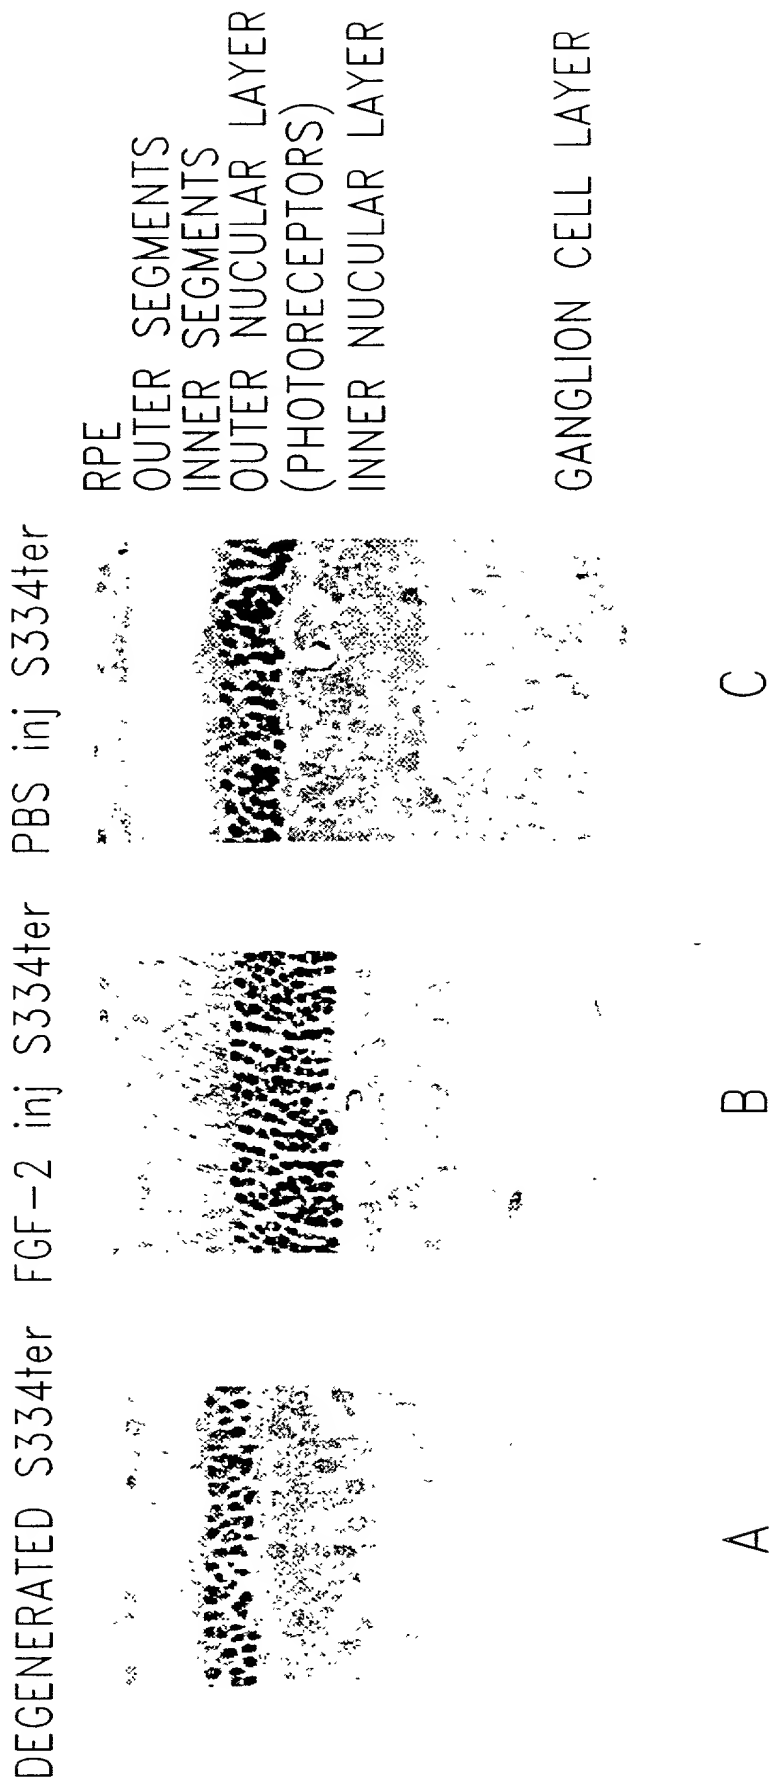 DEGENERATED S334ter
FGF-2 inj S334ter
PBS inj S334ter
RPE
OUTER SEGMENTS
INNER SEGMENTS
OUTER NUCULAR LAYER
(PHOTORECEPTORS)
INNER NUCULAR LAYER
GANGLION CELL LAYER
A
B
C